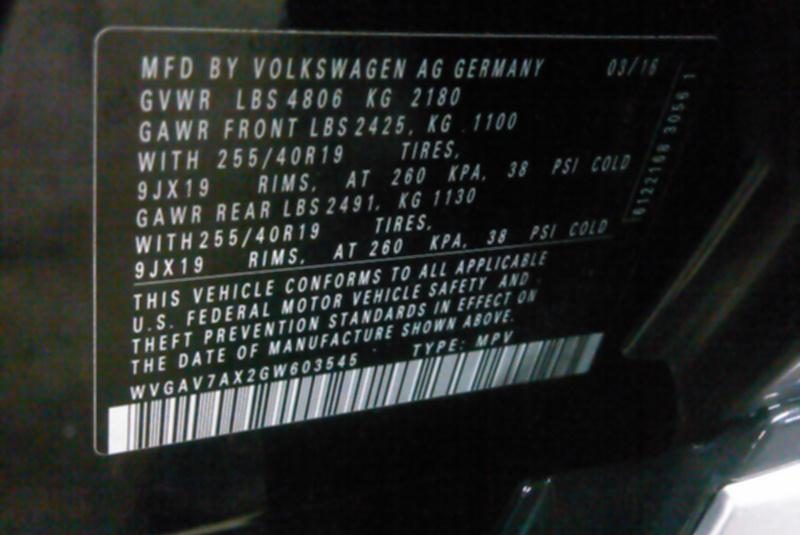 MFD BY VOLKSWAGEN AG GERMANY 03/16
GVWR LBS 4806 KG 2180
GAWR FRONT LBS 2425, KG 1100
WITH 255/40R19 TIRES,
9JX19 RIMS, AT 260 KPA, 38 PSI COLD
GAWR REAR LBS 2491, KG 1130
WITH 255/40R19 TIRES,
9JX19 RIMS, AT 260 KPA, 38 PSI COLD
THIS VEHICLE CONFORMS TO ALL APPLICABLE
U.S. FEDERAL MOTOR VEHICLE SAFETY AND
THEFT PREVENTION STANDARDS IN EFFECT ON
THE DATE OF MANUFACTURE SHOWN ABOVE.
WVGAV7AX2GW603545 TYPE: MPV
6122168 3056 1